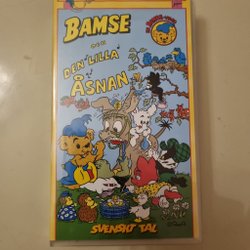 BAMSE
och
DEN LILLA
ÅSNAN
SVENSKT TAL